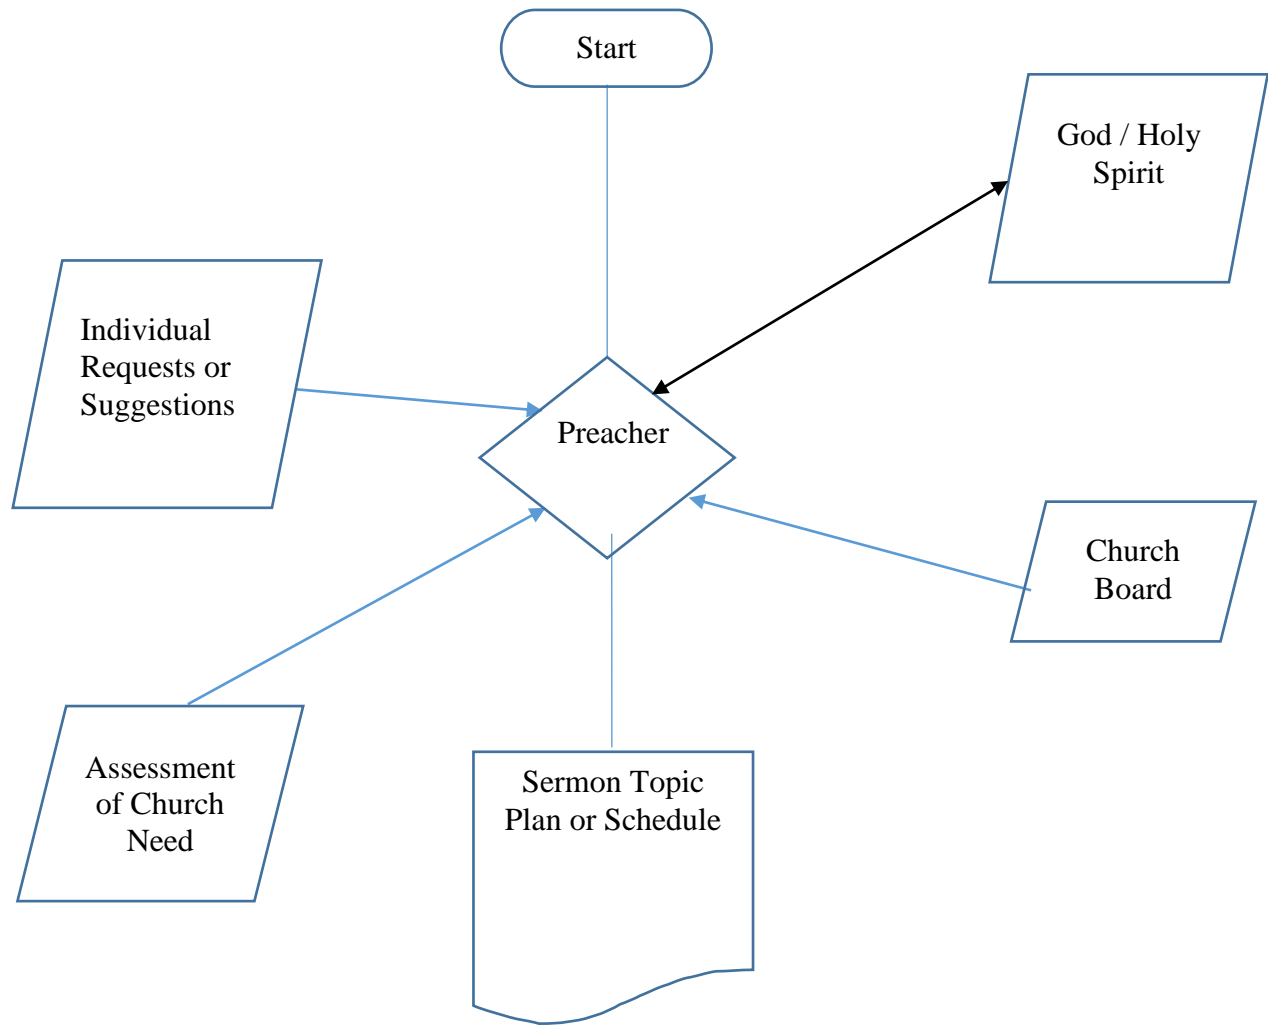 Start
God / Holy
Spirit
Individual
Requests or
Suggestions
Preacher
Church
Board
Assessment
of Church
Need
Sermon Topic
Plan or Schedule